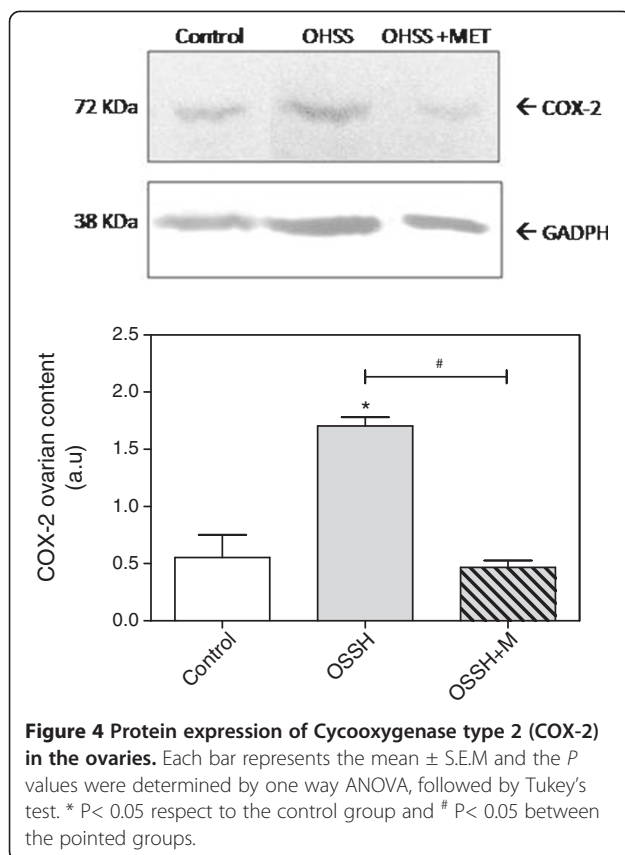 Control OHSS OHSS +MET
72 KDa ← COX-2
38 KDa ← GADPH
2.5
2.0
1.5
1.0
0.5
0.0
COX-2 ovarian content
(a.u)
#
*
Control
OSSH
OSSH+M
Figure 4 Protein expression of Cycooxygenase type 2 (COX-2)
in the ovaries. Each bar represents the mean ± S.E.M and the P
values were determined by one way ANOVA, followed by Tukey's
test. * P< 0.05 respect to the control group and # P< 0.05 between
the pointed groups.